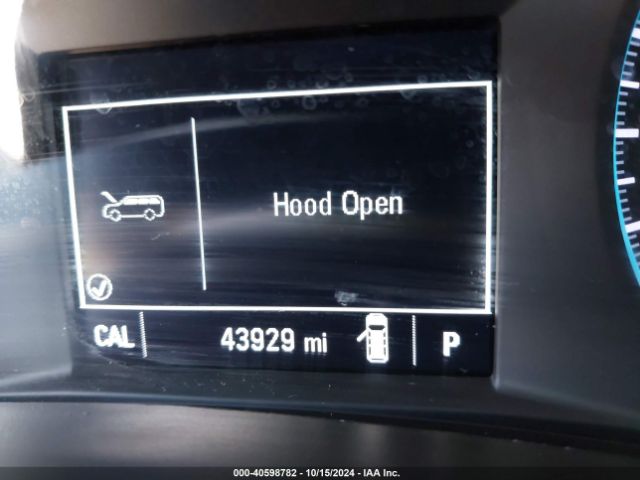 Hood Open
CAL 43929 mi P
000-40598782 - 10/15/2024 - IAA Inc.